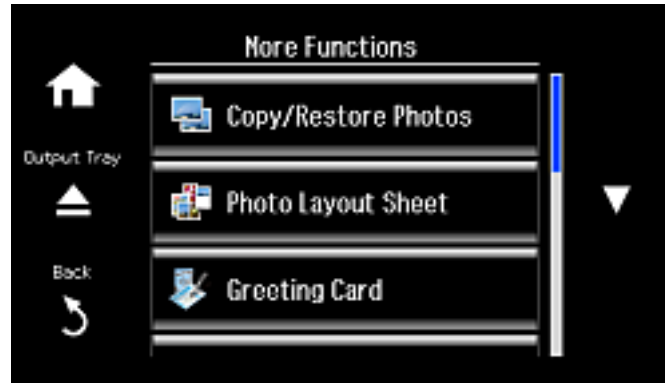 More Functions
Copy/Restore Photos
Output Tray
Photo Layout Sheet
Back
Greeting Card